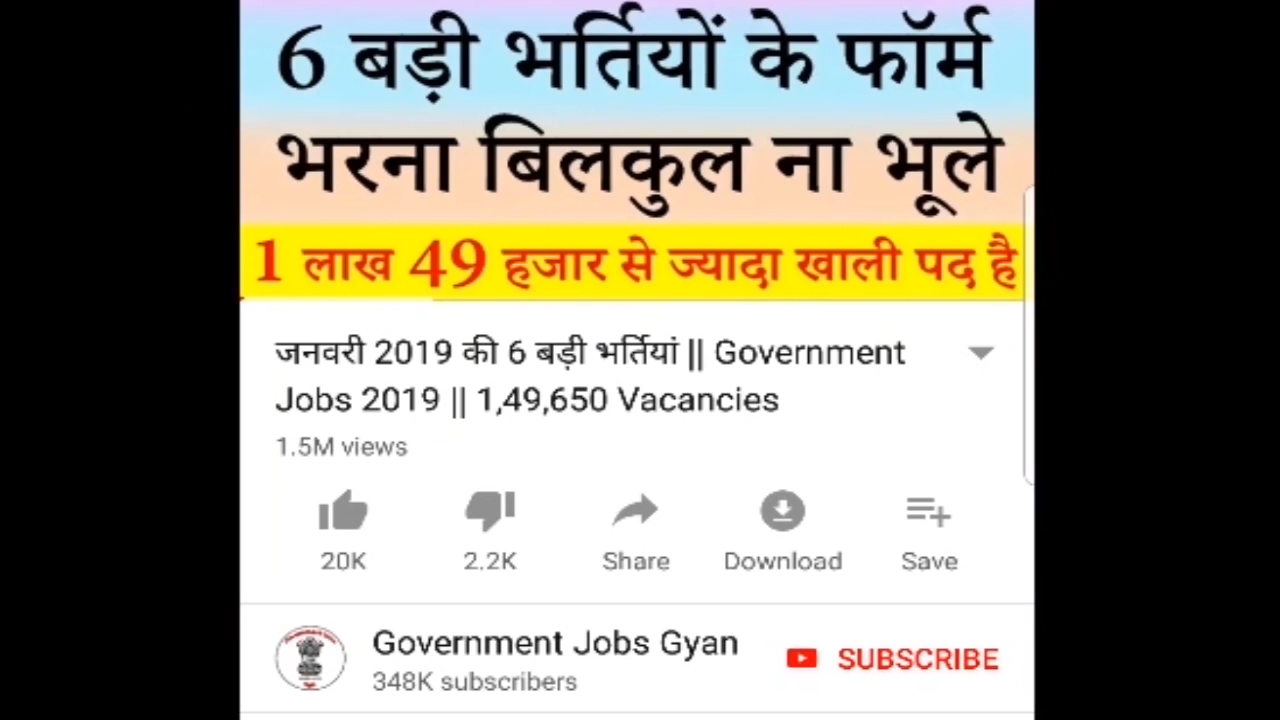 6 बड़ी भर्तियों के फॉर्म
भरना बिलकुल ना भूले
1 लाख 49 हजार से ज्यादा खाली पद है
जनवरी 2019 की 6 बड़ी भर्तियां || Government
Jobs 2019 || 1,49,650 Vacancies
1.5M views
20K 2.2K Share Download Save
Government Jobs Gyan
SUBSCRIBE
348K subscribers